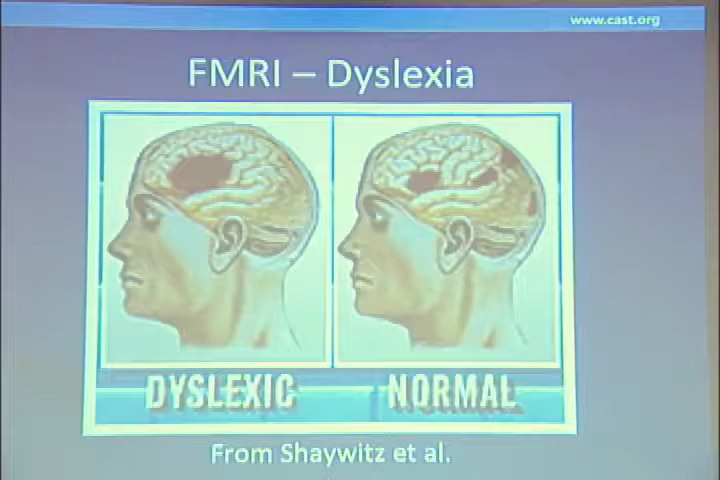 www.cast.org
FMRI – Dyslexia
DYSLEXIC
NORMAL
From Shaywitz et al.